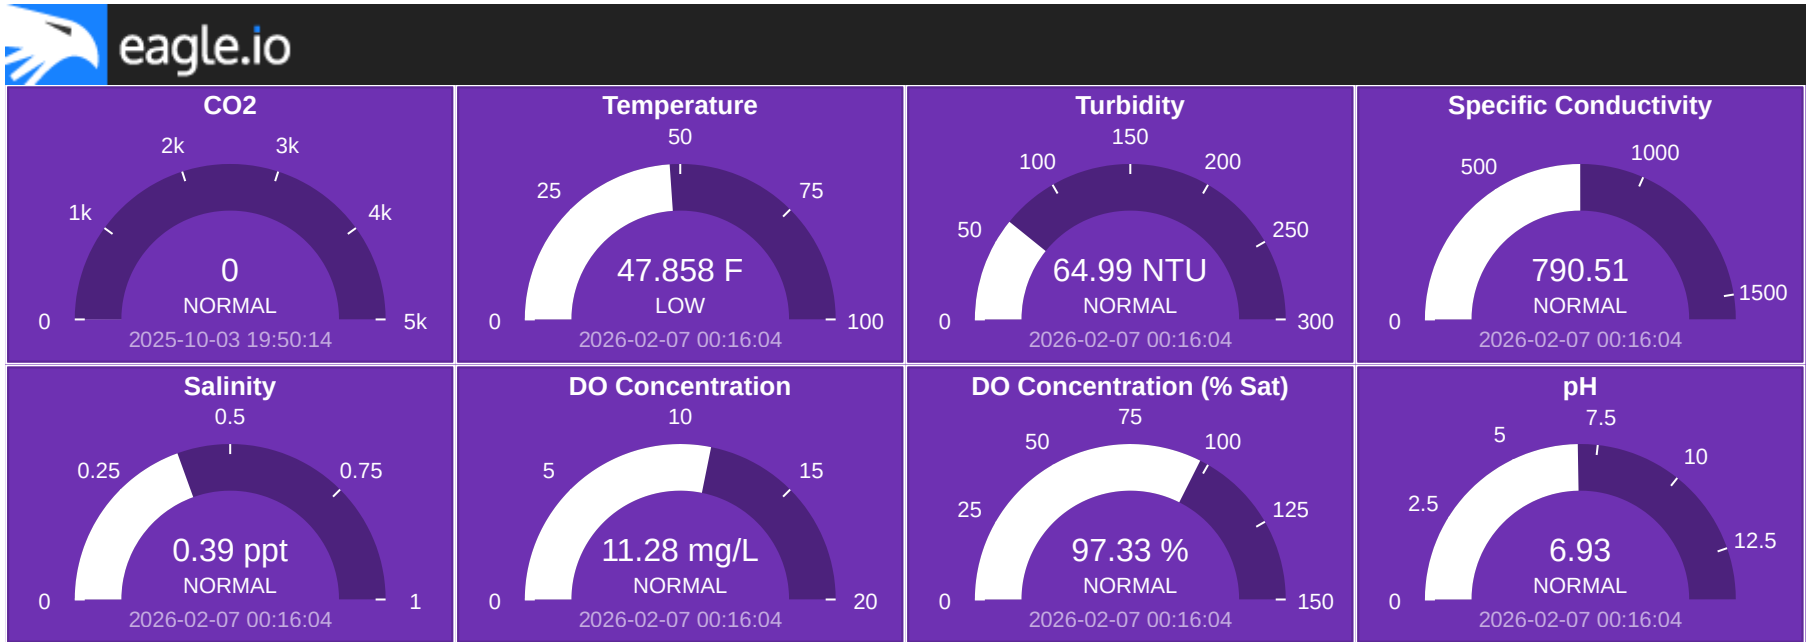 eagle.io
CO2
0
1k
2k
3k
4k
5k
0
NORMAL
2025-10-03 19:50:14
Temperature
0
25
50
75
100
47.858 F
LOW
2026-02-07 00:16:04
Turbidity
0
50
100
150
200
250
300
64.99 NTU
NORMAL
2026-02-07 00:16:04
Specific Conductivity
0
500
1000
1500
790.51
NORMAL
2026-02-07 00:16:04
Salinity
0
0.25
0.5
0.75
1
0.39 ppt
NORMAL
2026-02-07 00:16:04
DO Concentration
0
5
10
15
20
11.28 mg/L
NORMAL
2026-02-07 00:16:04
DO Concentration (% Sat)
0
25
50
75
100
125
150
97.33 %
NORMAL
2026-02-07 00:16:04
pH
0
2.5
5
7.5
10
12.5
6.93
NORMAL
2026-02-07 00:16:04